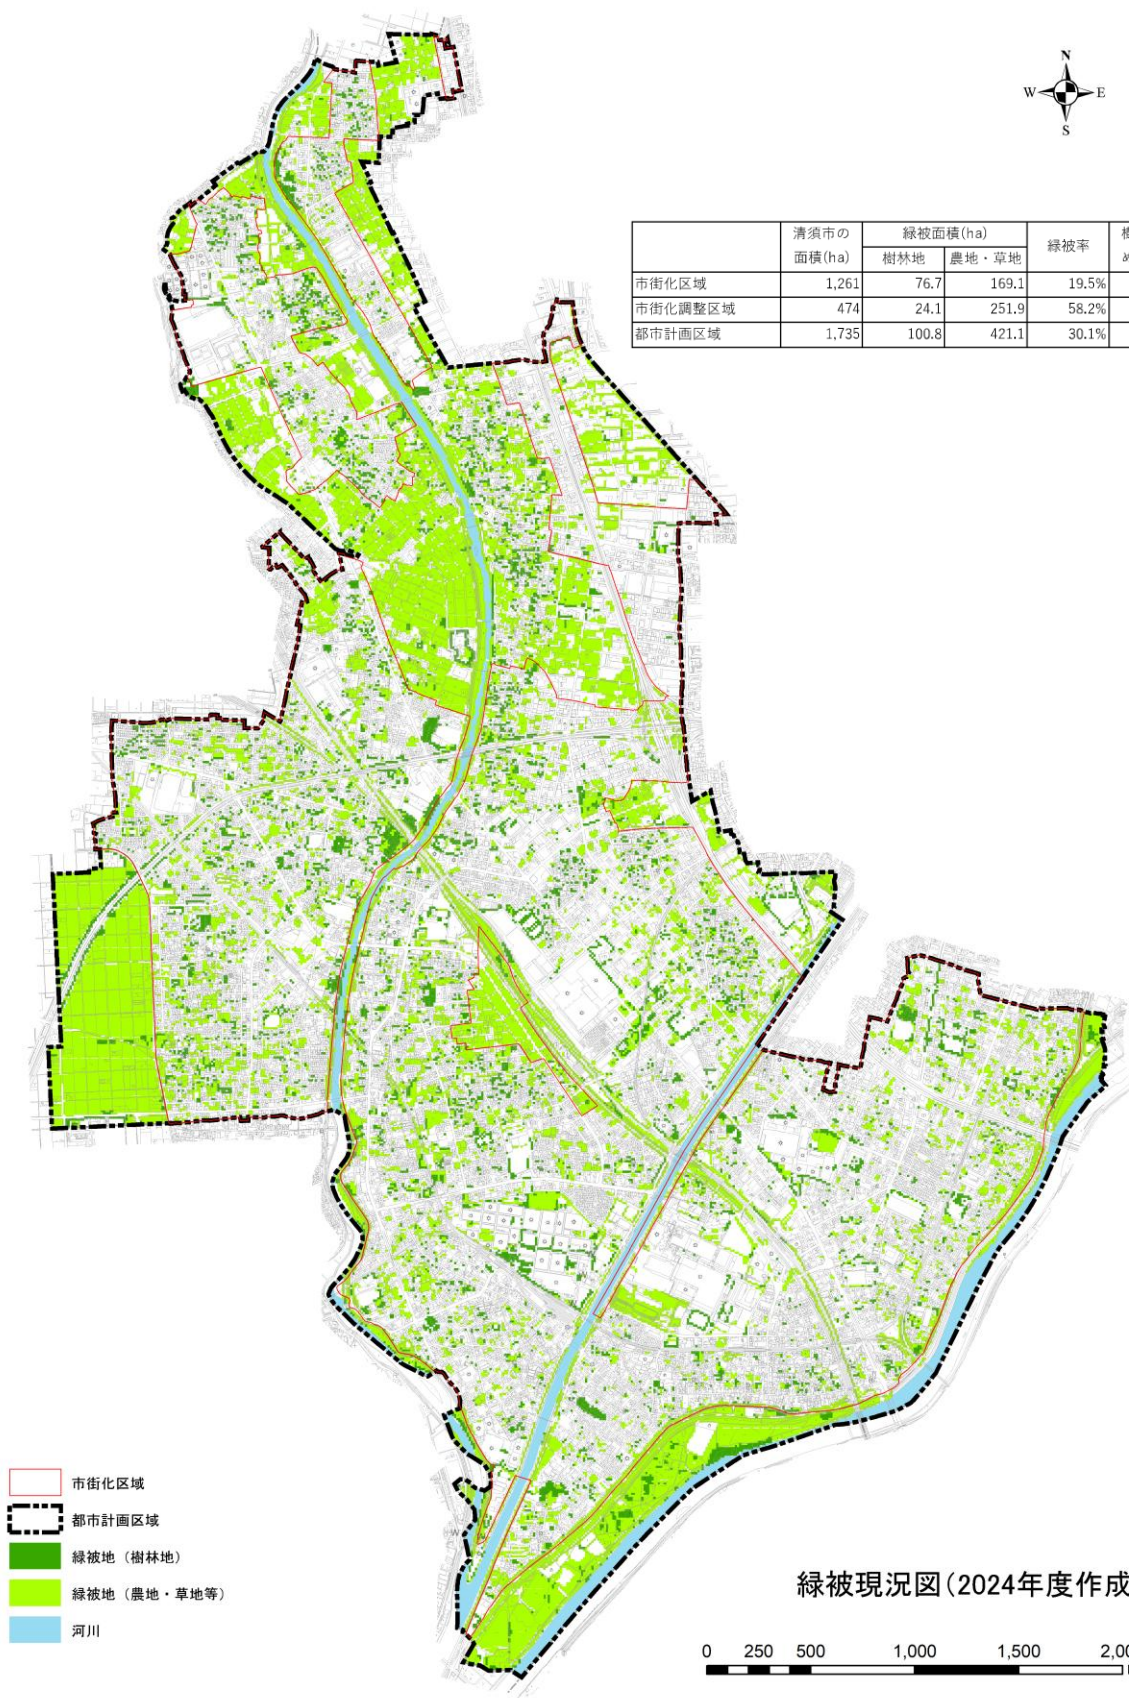 N
W E
S
清須市の 緑被面積(ha) 緑被率
面積(ha) 樹林地 農地・草地
市街化区域 1,261 76.7 169.1 19.5%
市街化調整区域 474 24.1 251.9 58.2%
都市計画区域 1,735 100.8 421.1 30.1%
市街化区域
都市計画区域
緑被地（樹林地）
緑被地（農地・草地等）
河川
緑被現況図(2024年度作成
0 250 500 1,000 1,500 2,0